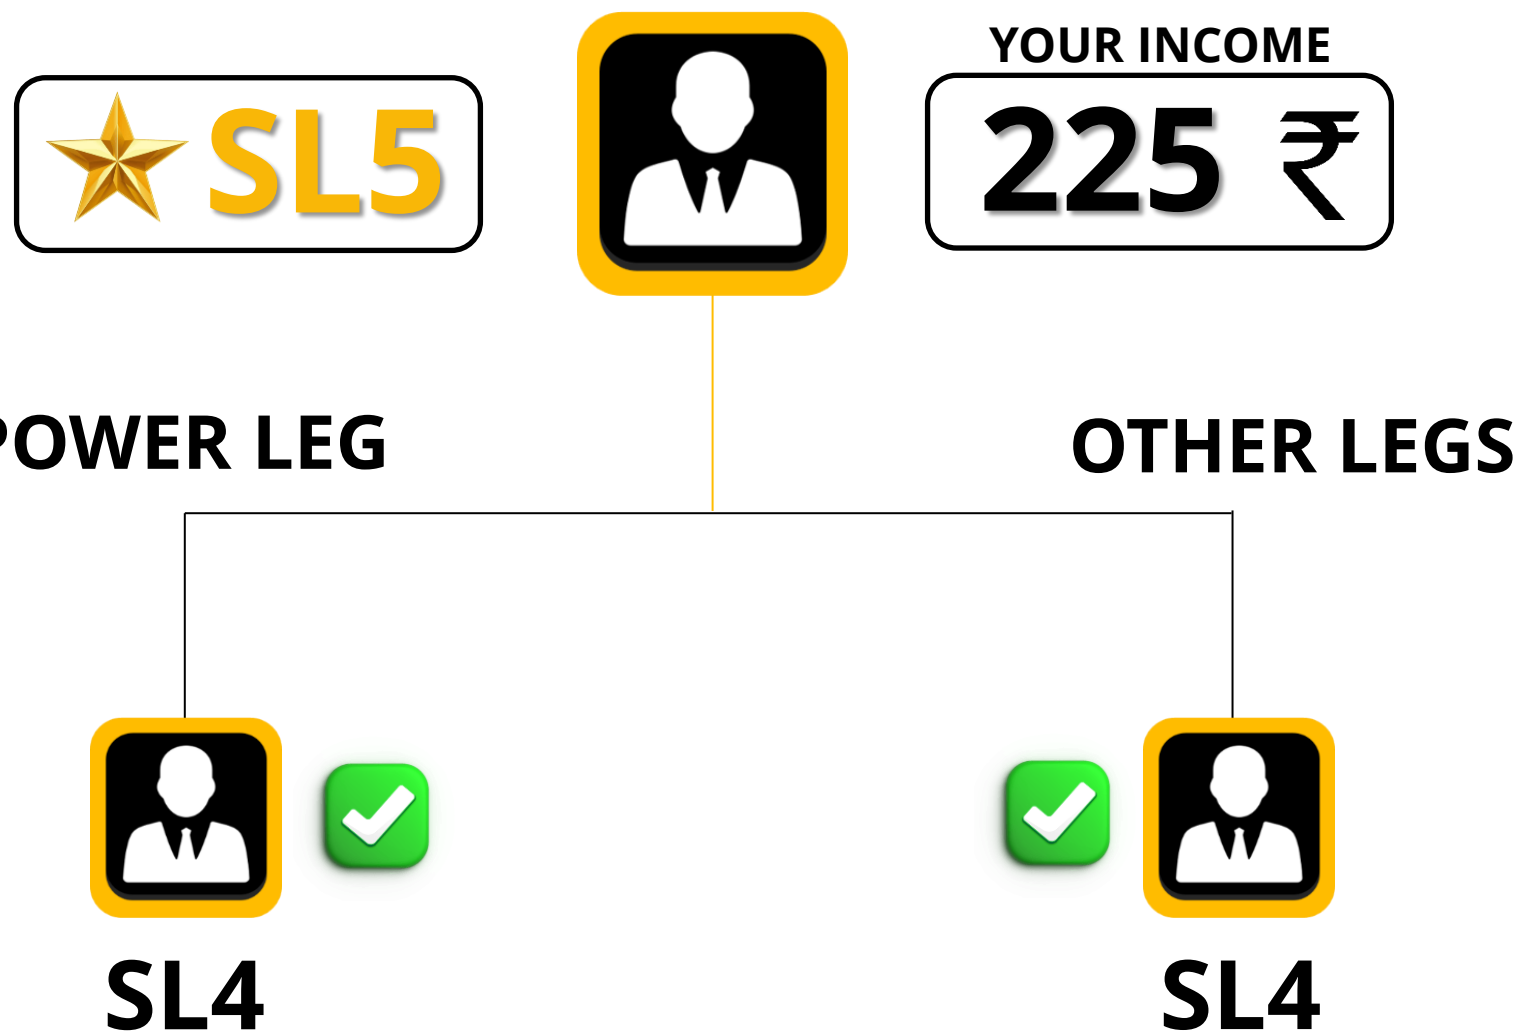 YOUR INCOME
SL5
225 ₹
POWER LEG
OTHER LEGS
SL4
SL4